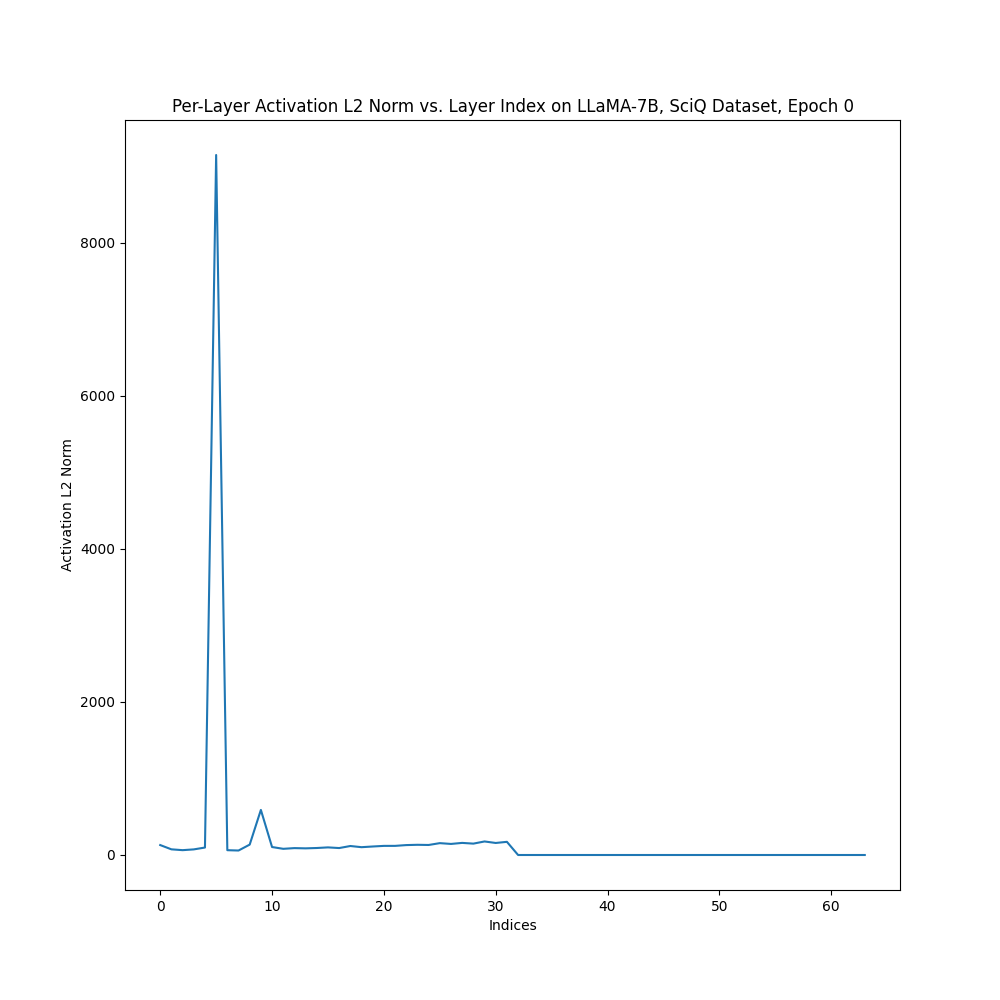 Per-Layer Activation L2 Norm vs. Layer Index on LLaMA-7B, SciQ Dataset, Epoch 0
Activation L2 Norm
8000
6000
4000
2000
0
0 10 20 30 40 50 60
Indices